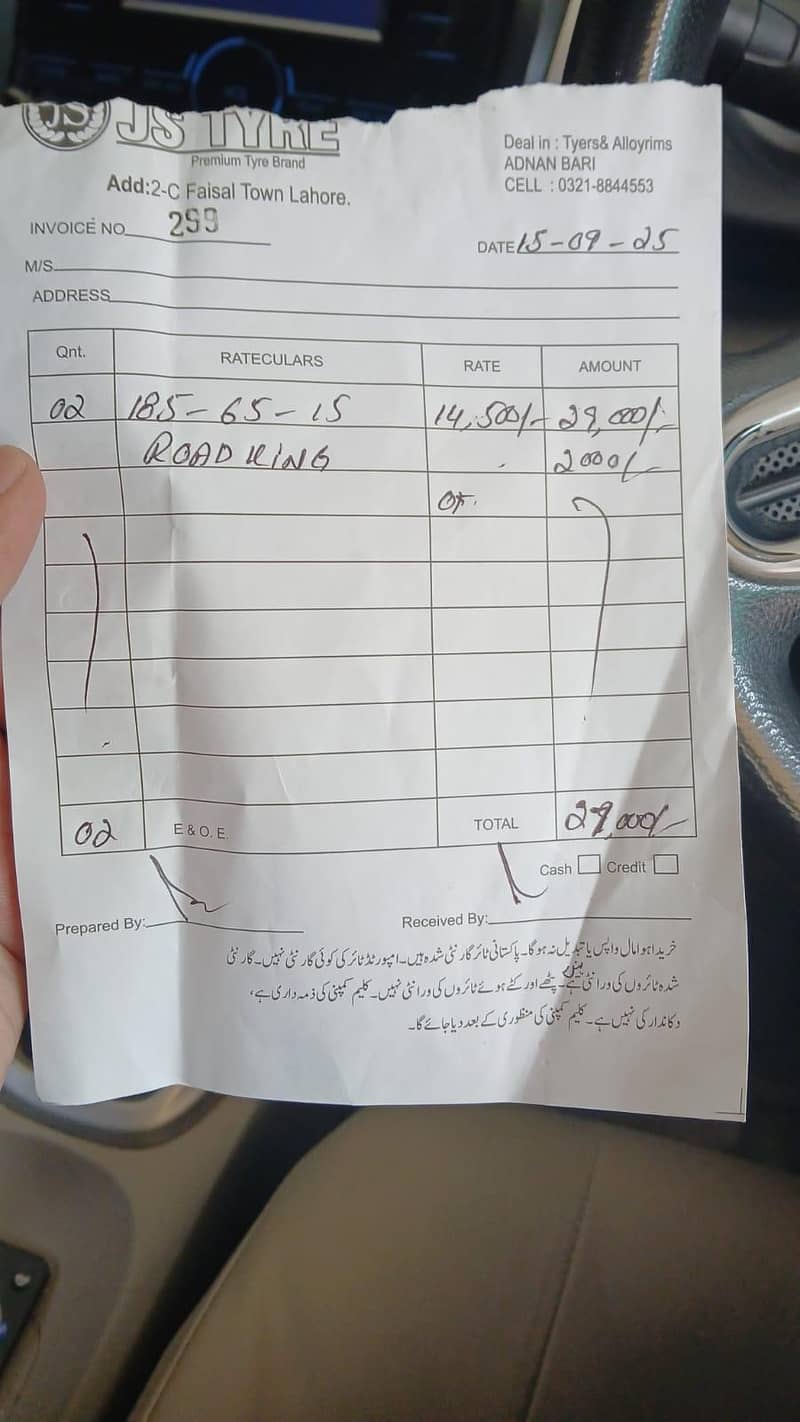 JS TYRE
Premium Tyre Brand
Add:2-C Faisal Town Lahore.
Deal in : Tyers& Alloyrims
ADNAN BARI
CELL : 0321-8844553
INVOICE NO. 299
DATE 15-09-25
M/S
ADDRESS
Qnt. RATECULARS RATE AMOUNT
02 185-65-15 14,500/- 29,000/-
ROADKING 2000/-
02 E & O. E. TOTAL 29,000/-
Cash Credit
Prepared By: Received By:
خریدا ہوا مال واپس یا تبدیل نہ ہوگا۔ پاکستانی ٹائر گارنٹی شدہ ہیں۔ امپورٹڈ ٹائر کی کوئی گارنٹی نہیں۔ گارنٹی
شدہ ٹائروں کی ورانٹی ہے۔ پھٹے اور کٹے ہوئے ٹائروں کی ورانٹی نہیں۔ کلیم کمپنی کی ذمہ داری ہے،
دکاندار کی نہیں ہے۔ کلیم کمپنی کی منظوری کے بعد دیا جائے گا۔